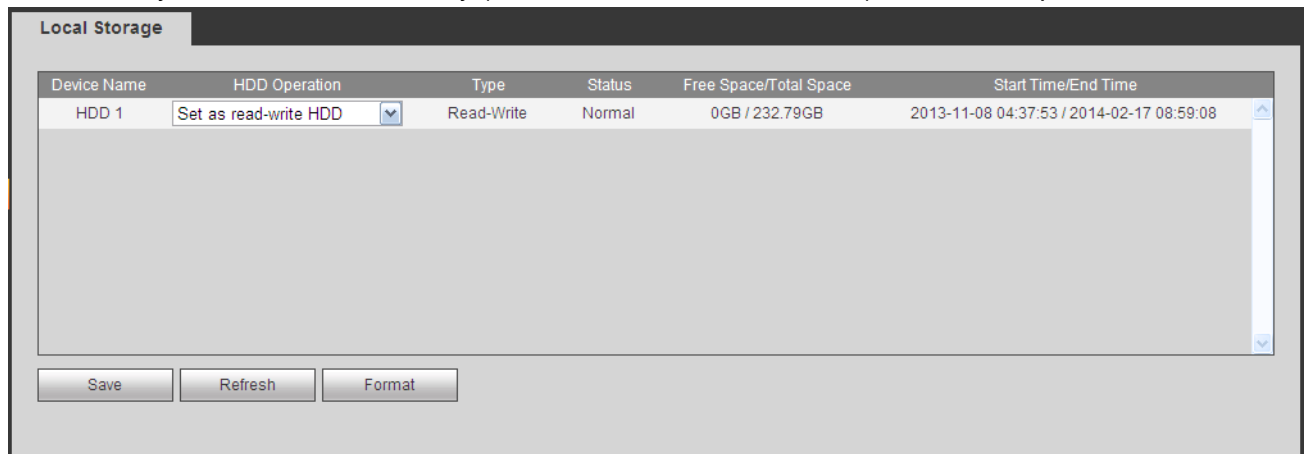 Local Storage
Device Name HDD Operation Type Status Free Space/Total Space Start Time/End Time
HDD 1 Set as read-write HDD Read-Write Normal 0GB / 232.79GB 2013-11-08 04:37:53 / 2014-02-17 08:59:08
Save Refresh Format